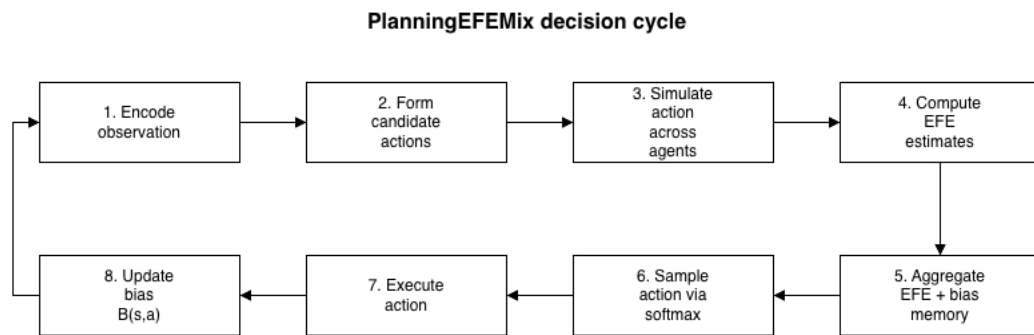 PlanningEFEMix decision cycle
1. Encode
observation
2. Form
candidate
actions
3. Simulate
action
across
agents
4. Compute
EFE
estimates
5. Aggregate
EFE + bias
memory
6. Sample
action via
softmax
7. Execute
action
8. Update
bias
B(s,a)